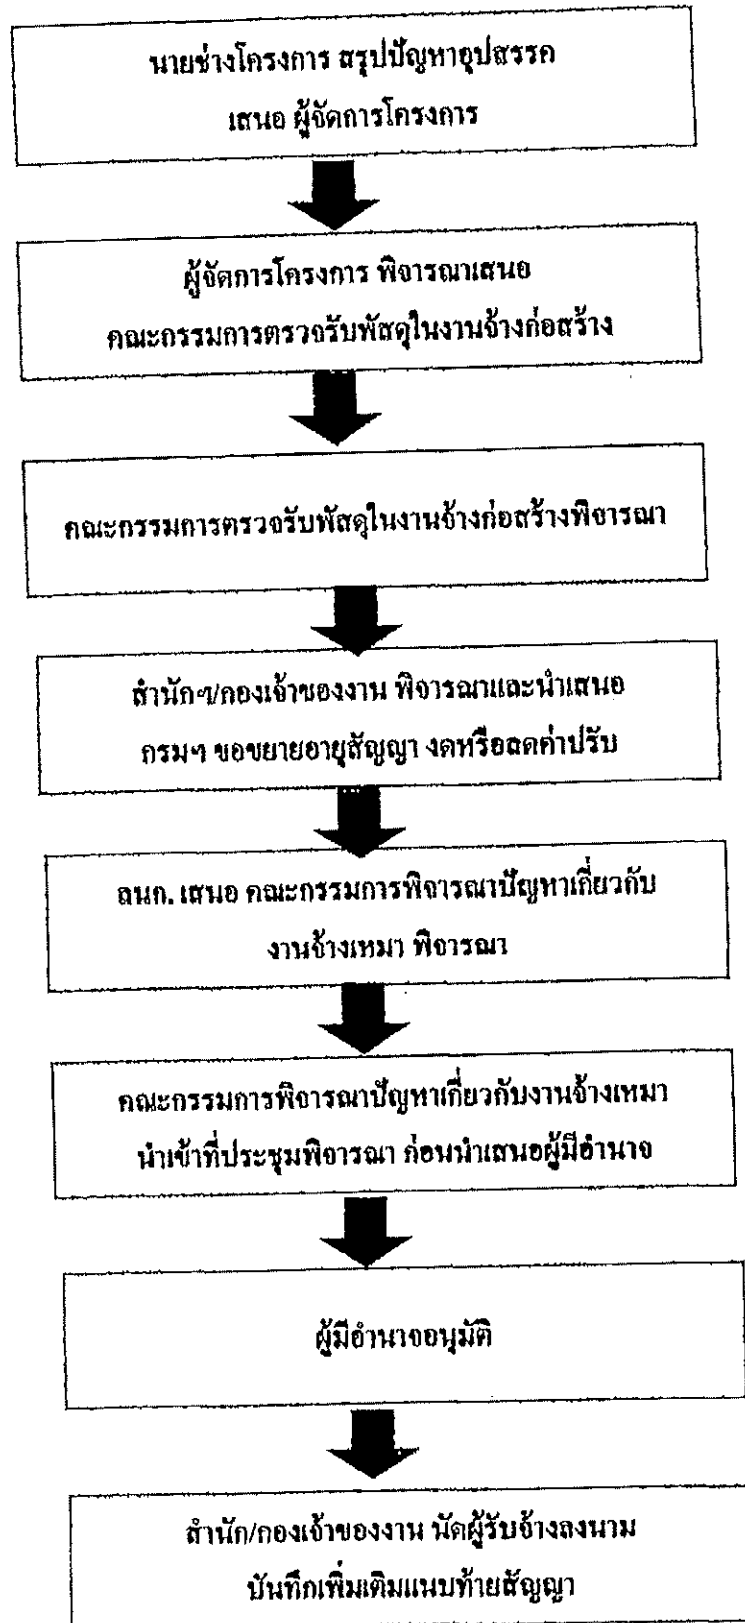 นายช่างโครงการ สรุปปัญหาอุปสรรค
เสนอ ผู้จัดการโครงการ
ผู้จัดการโครงการ พิจารณาเสนอ
คณะกรรมการตรวจรับพัสดุในงานจ้างก่อสร้าง
คณะกรรมการตรวจรับพัสดุในงานจ้างก่อสร้างพิจารณา
สำนักฯ/กองเจ้าของงาน พิจารณาและนำเสนอ
กรมฯ ขอขยายอายุสัญญา งดหรือลดค่าปรับ
ลนก. เสนอ คณะกรรมการพิจารณาปัญหาเกี่ยวกับ
งานจ้างเหมา พิจารณา
คณะกรรมการพิจารณาปัญหาเกี่ยวกับงานจ้างเหมา
นำเข้าที่ประชุมพิจารณา ก่อนนำเสนอผู้มีอำนาจ
ผู้มีอำนาจอนุมัติ
สำนัก/กองเจ้าของงาน นัดผู้รับจ้างลงนาม
บันทึกเพิ่มเติมแนบท้ายสัญญา